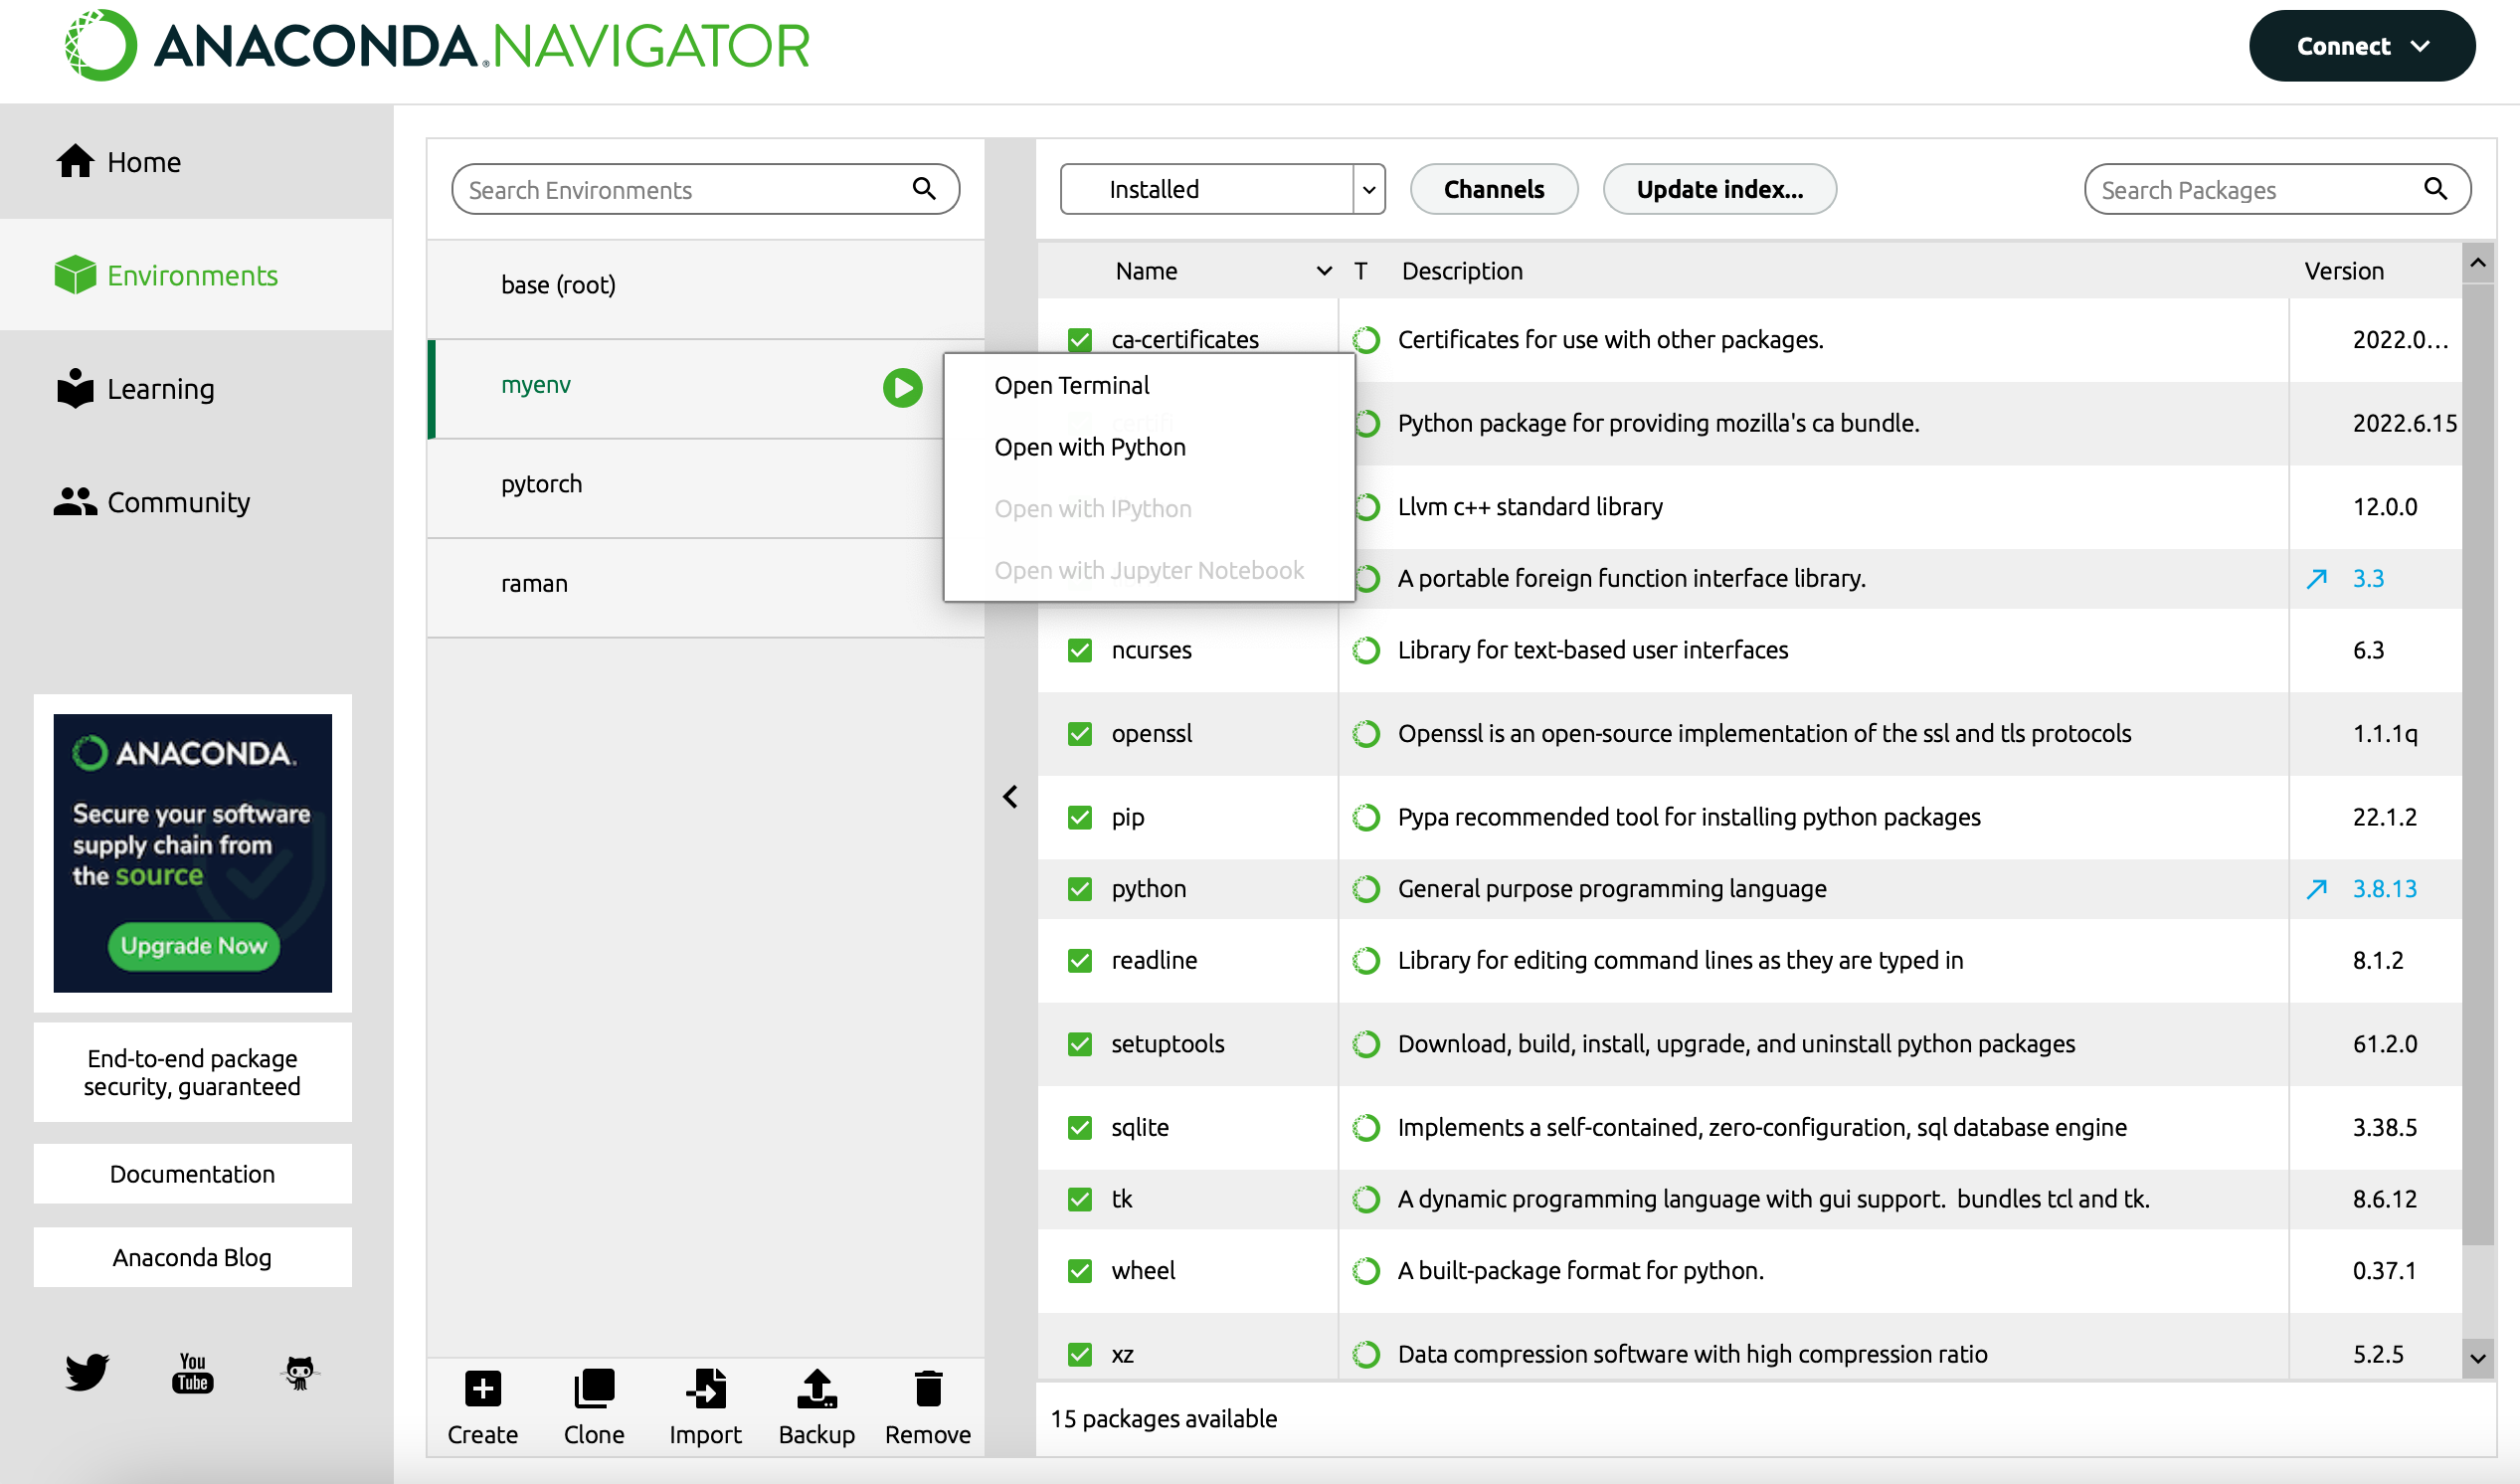 ANACONDA.NAVIGATOR
Connect
Home
Environments
Learning
Community
ANACONDA.
Secure your software
supply chain from
the source
Upgrade Now
End-to-end package
security, guaranteed
Documentation
Anaconda Blog
You
Tube
Search Environments
base (root)
myenv
pytorch
raman
Create Clone Import Backup Remove
Open Terminal
Open with Python
Open with IPython
Open with Jupyter Notebook
Installed Channels Update index... Search Packages
Name T Description Version
ca-certificates Certificates for use with other packages. 2022.0...
certifi Python package for providing mozilla's ca bundle. 2022.6.15
Llvm c++ standard library 12.0.0
A portable foreign function interface library. 3.3
ncurses Library for text-based user interfaces 6.3
openssl Openssl is an open-source implementation of the ssl and tls protocols 1.1.1q
pip Pypa recommended tool for installing python packages 22.1.2
python General purpose programming language 3.8.13
readline Library for editing command lines as they are typed in 8.1.2
setuptools Download, build, install, upgrade, and uninstall python packages 61.2.0
sqlite Implements a self-contained, zero-configuration, sql database engine 3.38.5
tk A dynamic programming language with gui support. bundles tcl and tk. 8.6.12
wheel A built-package format for python. 0.37.1
xz Data compression software with high compression ratio 5.2.5
15 packages available